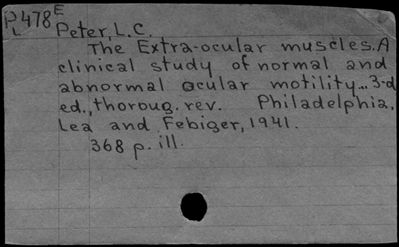 P478E
L
Peter, L.C.
The Extra-ocular muscles. A
clinical study of normal and
abnormal ocular motility... 3-d
ed., thoroug. rev. Philadelphia,
Lea and Febiger, 1941.
368 p. ill.